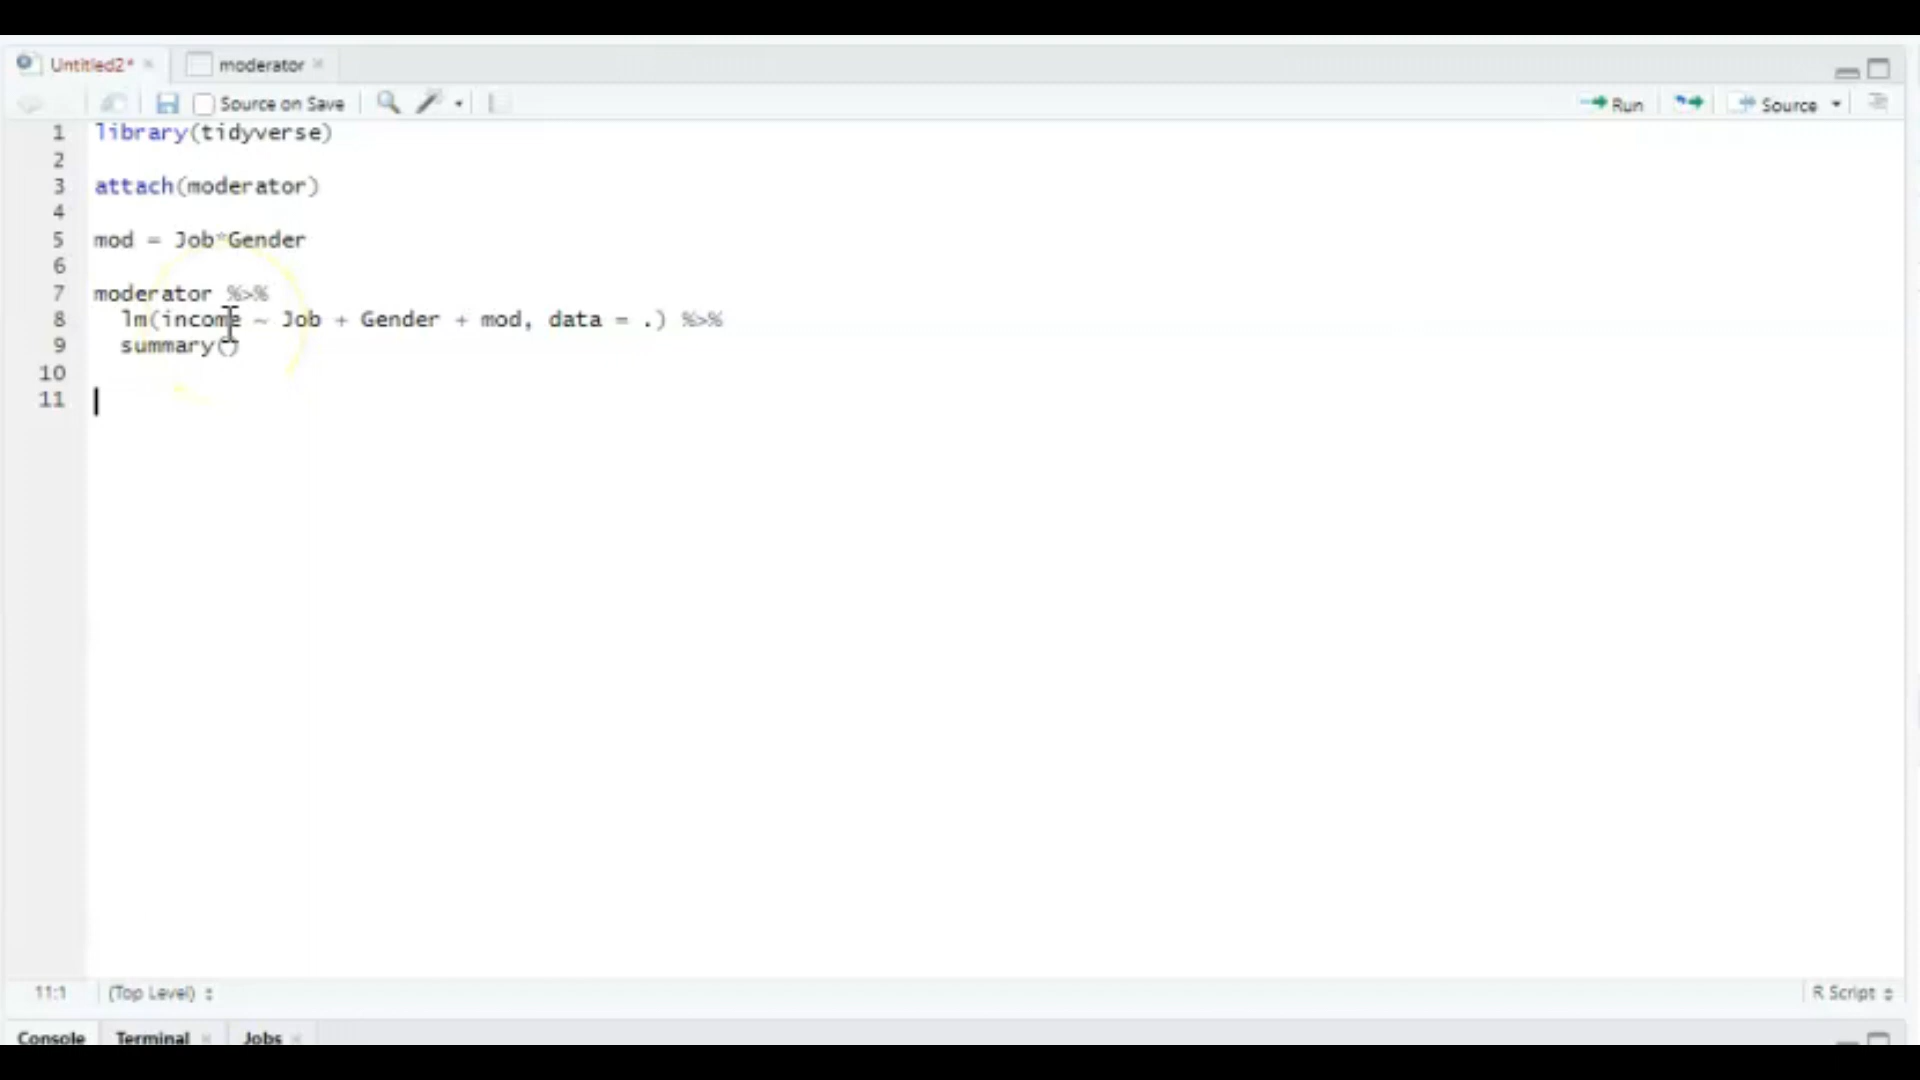 Untitled2* moderator
Source on Save Run Source
1 library(tidyverse)
2
3 attach(moderator)
4
5 mod = Job*Gender
6
7 moderator %>%
8 lm(income ~ Job + Gender + mod, data = .) %>%
9 summary()
10
11
11:1 (Top Level) R Script
Console Terminal Jobs